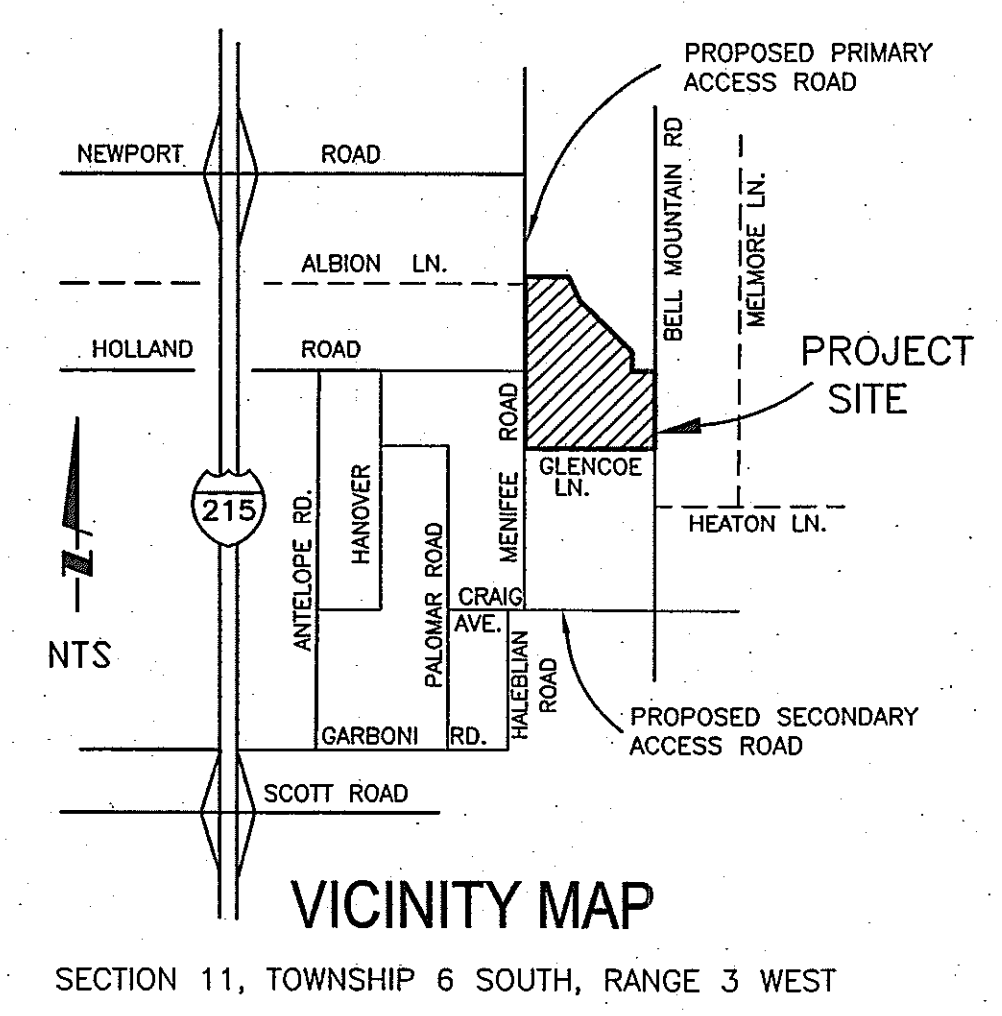 PROPOSED PRIMARY
ACCESS ROAD
NEWPORT ROAD
BELL MOUNTAIN RD
MELMORE LN.
ALBION LN.
HOLLAND ROAD
PROJECT
SITE
MENIFEE ROAD
GLENCOE
LN.
215
HANOVER
ANTELOPE RD.
PALOMAR ROAD
HEATON LN.
N
NTS
CRAIG
AVE.
HALEBLIAN
ROAD
PROPOSED SECONDARY
ACCESS ROAD
GARBONI RD.
SCOTT ROAD
VICINITY MAP
SECTION 11, TOWNSHIP 6 SOUTH, RANGE 3 WEST